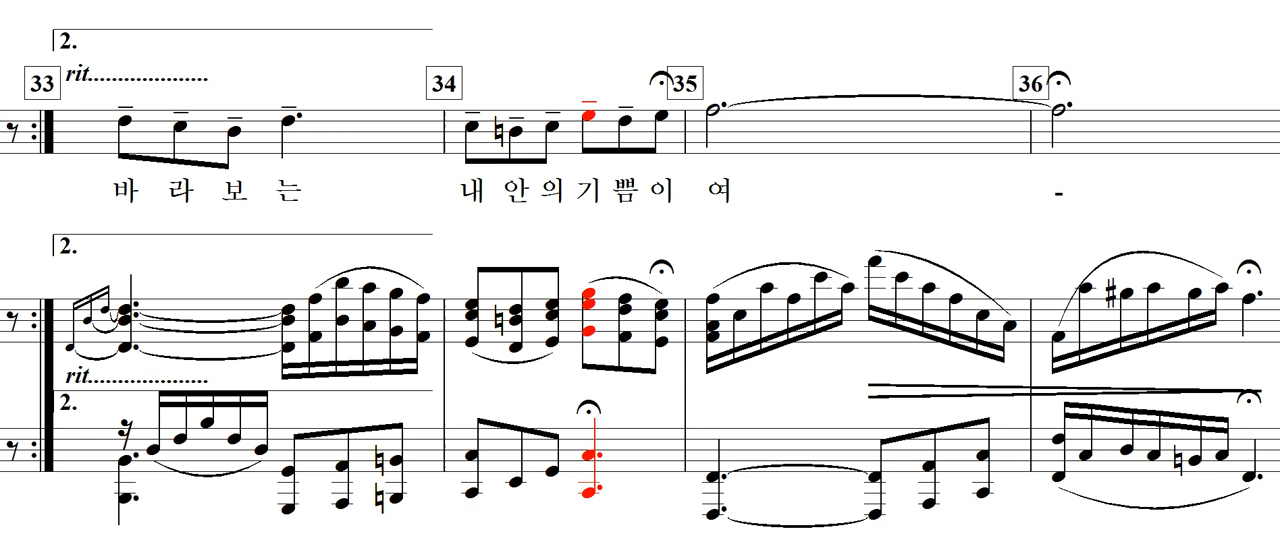 2.
rit....................
33 34 35 36
바 라 보 는 내 안 의 기 쁨 이 여 -
2.
rit....................
2.